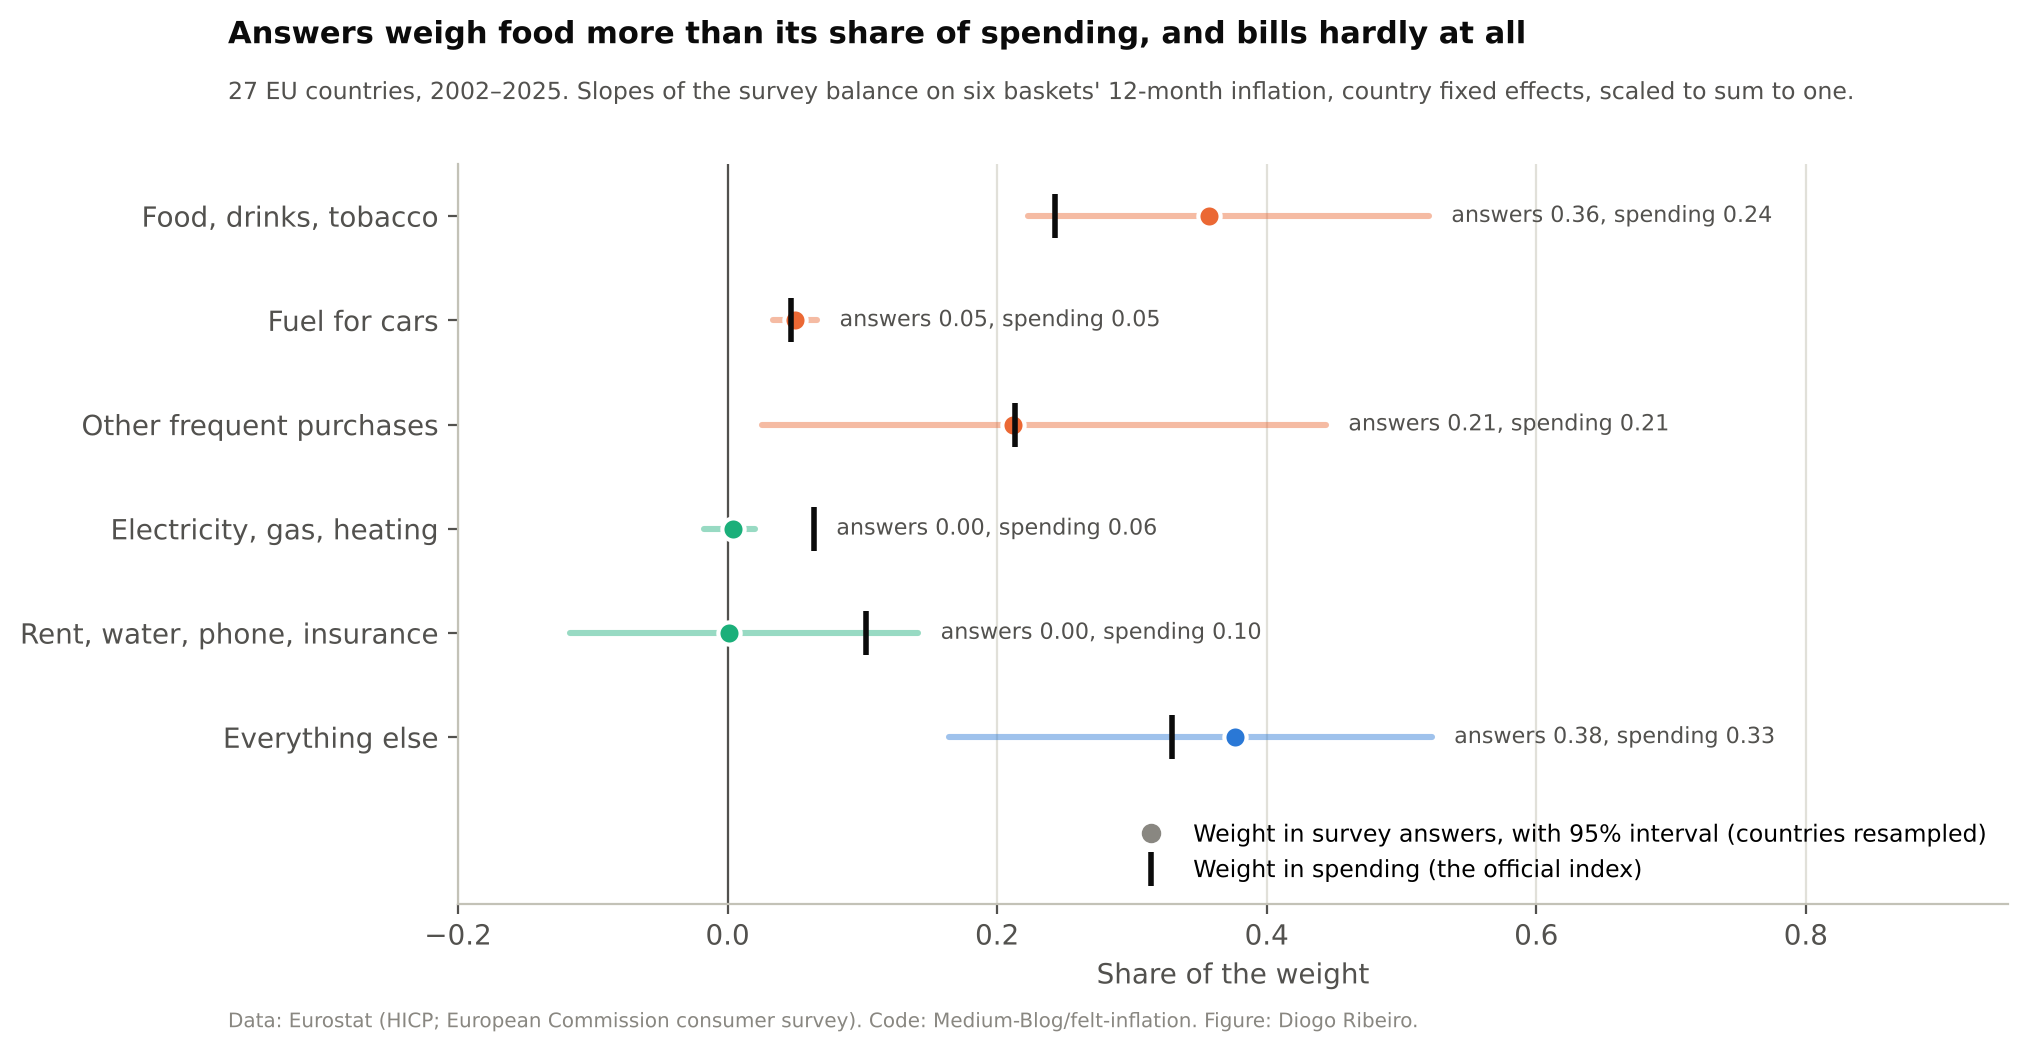 Answers weigh food more than its share of spending, and bills hardly at all
27 EU countries, 2002–2025. Slopes of the survey balance on six baskets' 12-month inflation, country fixed effects, scaled to sum to one.
Food, drinks, tobacco
answers 0.36, spending 0.24
Fuel for cars
answers 0.05, spending 0.05
Other frequent purchases
answers 0.21, spending 0.21
Electricity, gas, heating
answers 0.00, spending 0.06
Rent, water, phone, insurance
answers 0.00, spending 0.10
Everything else
answers 0.38, spending 0.33
Weight in survey answers, with 95% interval (countries resampled)
Weight in spending (the official index)
−0.2 0.0 0.2 0.4 0.6 0.8
Share of the weight
Data: Eurostat (HICP; European Commission consumer survey). Code: Medium-Blog/felt-inflation. Figure: Diogo Ribeiro.